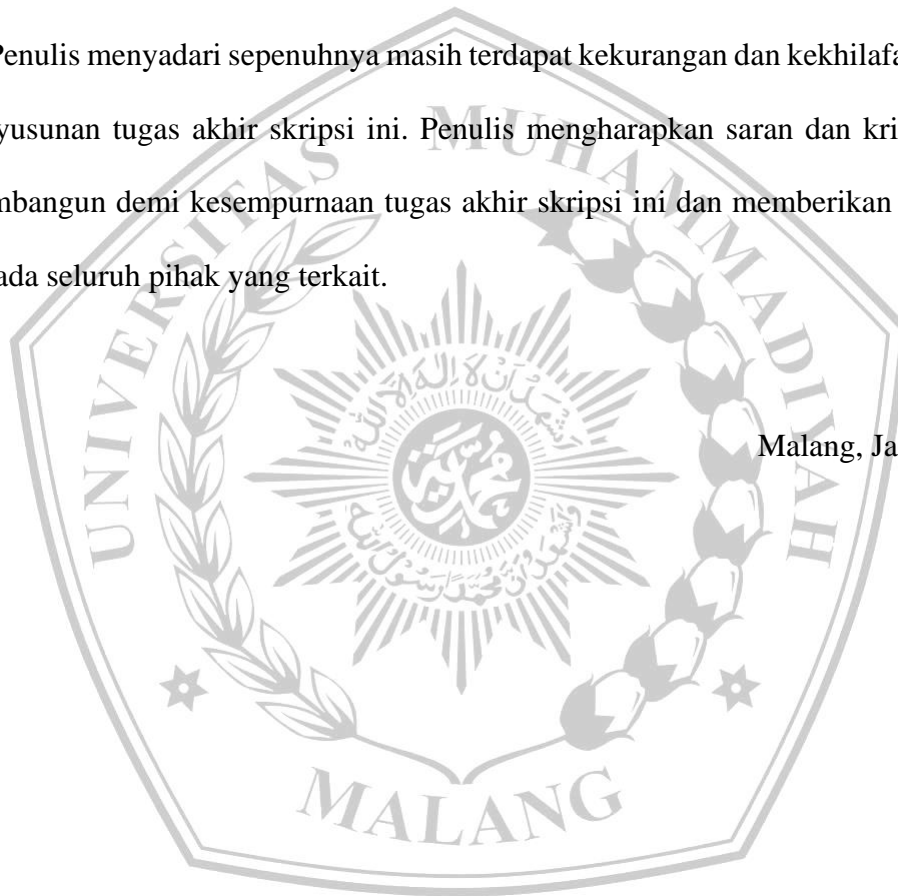 Penulis menyadari sepenuhnya masih terdapat kekurangan dan kekhilafa
yusunan tugas akhir skripsi ini. Penulis mengharapkan saran dan kri
mbangun demi kesempurnaan tugas akhir skripsi ini dan memberikan
ada seluruh pihak yang terkait.
Malang, Ja
UNIVERSITAS MUHAMMADIYAH
MALANG